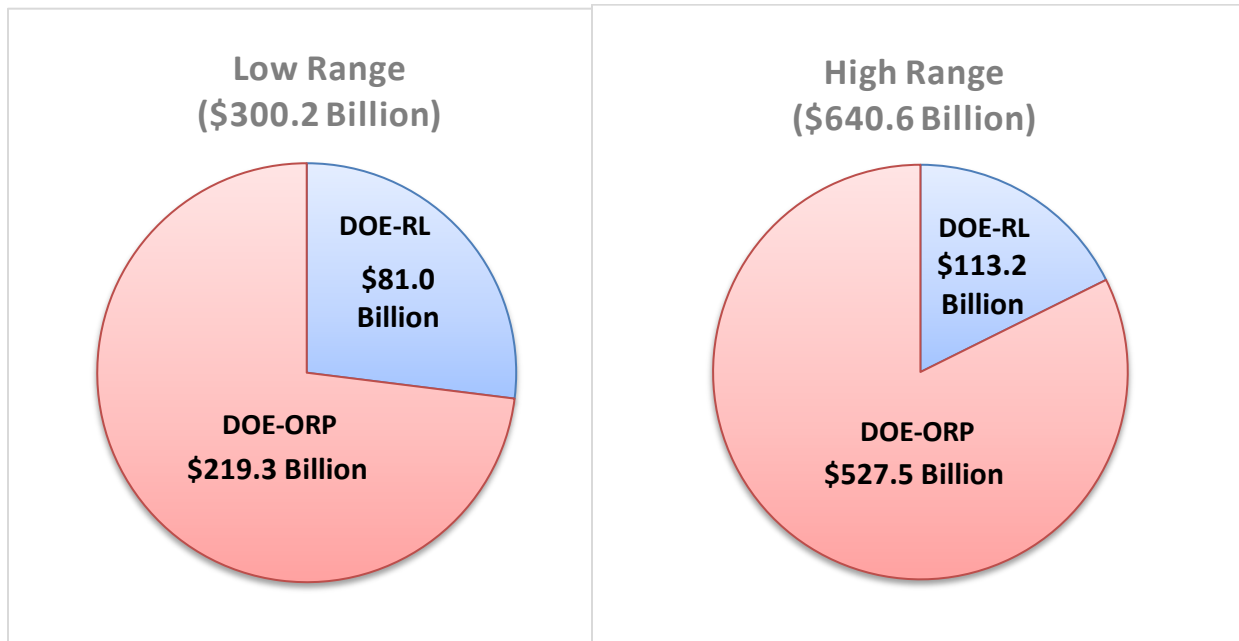 Low Range
($300.2 Billion)
DOE-RL
$81.0
Billion
DOE-ORP
$219.3 Billion
High Range
($640.6 Billion)
DOE-RL
$113.2
Billion
DOE-ORP
$527.5 Billion